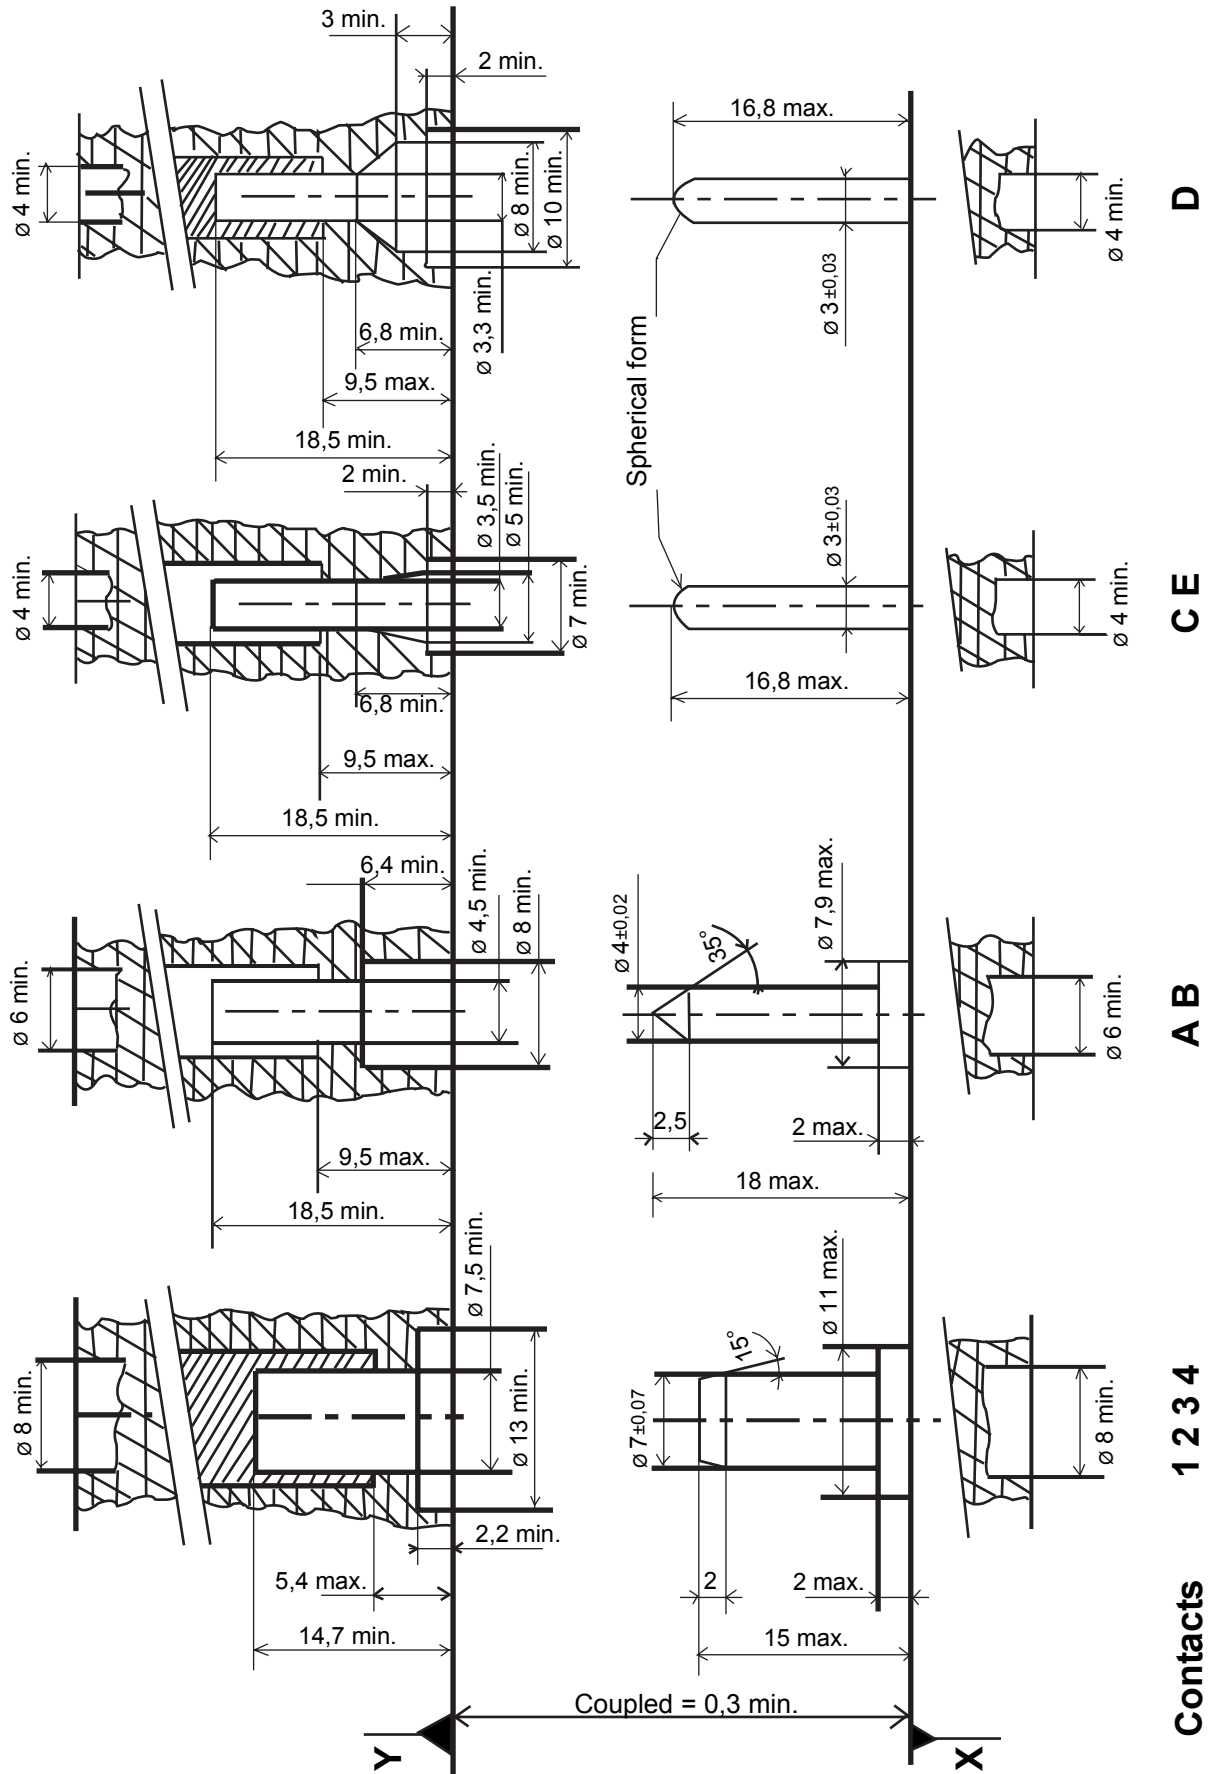 3 min.
2 min.
ø 4 min.
ø 8 min.
ø 10 min.
ø 3,3 min.
6,8 min.
9,5 max.
18,5 min.
16,8 max.
ø 3±0,03
ø 4 min.
D
Spherical form
2 min.
ø 4 min.
ø 3,5 min.
ø 5 min.
ø 7 min.
6,8 min.
9,5 max.
18,5 min.
ø 3±0,03
16,8 max.
ø 4 min.
C E
6,4 min.
ø 6 min.
ø 4,5 min.
ø 8 min.
9,5 max.
18,5 min.
ø 4±0,02
35°
ø 7,9 max.
2,5
2 max.
18 max.
ø 6 min.
A B
ø 8 min.
ø 7,5 min.
ø 13 min.
2,2 min.
5,4 max.
14,7 min.
ø 7±0,07
15°
ø 11 max.
2
2 max.
15 max.
ø 8 min.
1 2 3 4
Coupled = 0,3 min.
Y
X
Contacts